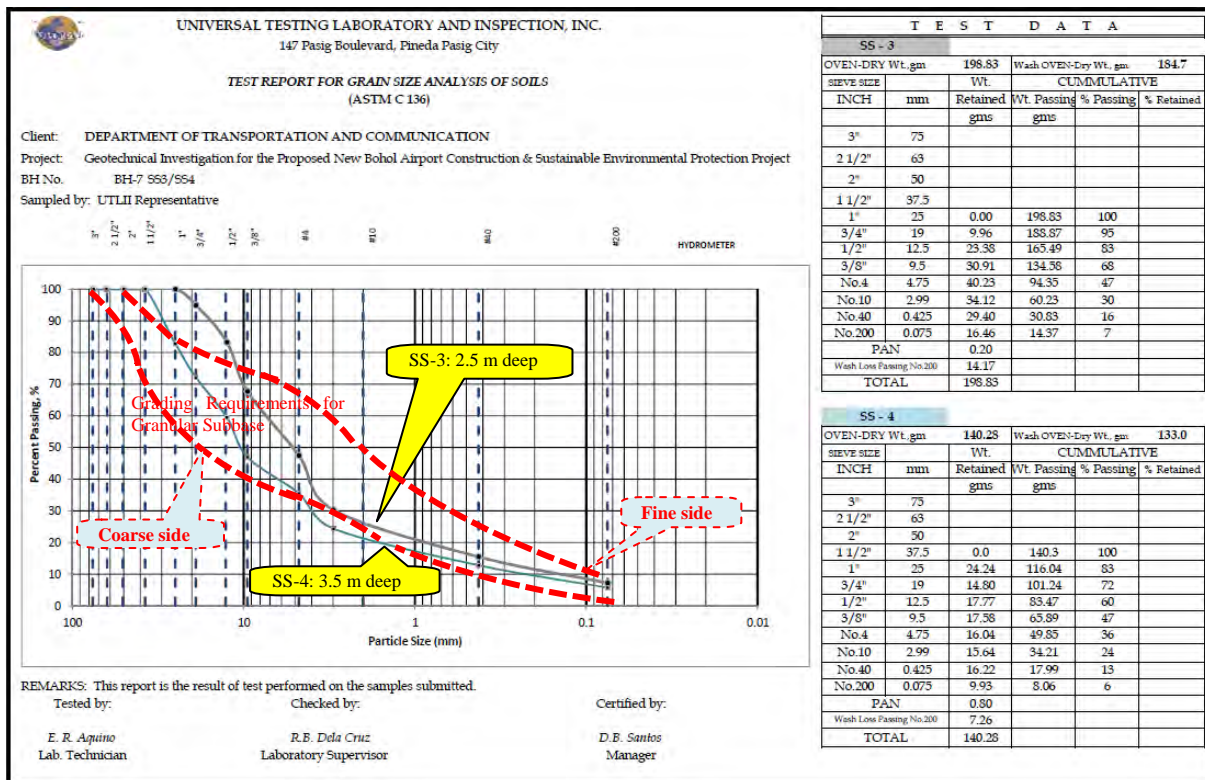 UNIVERSAL TESTING LABORATORY AND INSPECTION, INC.
147 Pasig Boulevard, Pineda Pasig City
TEST REPORT FOR GRAIN SIZE ANALYSIS OF SOILS
(ASTM C 136)
Client: DEPARTMENT OF TRANSPORTATION AND COMMUNICATION
Project: Geotechnical Investigation for the Proposed New Bohol Airport Construction & Sustainable Environmental Protection Project
BH No. BH-7 SS3/SS4
Sampled by: UTLII Representative
3" 2 1/2" 2" 1 1/2" 1" 3/4" 1/2" 3/8" #4 #10 #40 #200 HYDROMETER
Percent Passing, %
100
90
80
70
60
50
40
30
20
10
0
SS-3: 2.5 m deep
Grading Requirements for
Granular Subbase
Coarse side
Fine side
SS-4: 3.5 m deep
100 10 1 0.1 0.01
Particle Size (mm)
REMARKS: This report is the result of test performed on the samples submitted.
Tested by: Checked by: Certified by:
E. R. Aquino R.B. Dela Cruz D.B. Santos
Lab. Technician Laboratory Supervisor Manager
T E S T D A T A
SS - 3
OVEN-DRY Wt.,gm 198.83 Wash OVEN-Dry Wt., gm 184.7
SIEVE SIZE Wt. CUMMULATIVE
INCH mm Retained Wt. Passing % Passing % Retained
gms gms
3" 75
2 1/2" 63
2" 50
1 1/2" 37.5
1" 25 0.00 198.83 100
3/4" 19 9.96 188.87 95
1/2" 12.5 23.38 165.49 83
3/8" 9.5 30.91 134.58 68
No.4 4.75 40.23 94.35 47
No.10 2.99 34.12 60.23 30
No.40 0.425 29.40 30.83 16
No.200 0.075 16.46 14.37 7
PAN 0.20
Wash Loss Passing No.200 14.17
TOTAL 198.83
SS - 4
OVEN-DRY Wt.,gm 140.28 Wash OVEN-Dry Wt., gm 133.0
SIEVE SIZE Wt. CUMMULATIVE
INCH mm Retained Wt. Passing % Passing % Retained
gms gms
3" 75
2 1/2" 63
2" 50
1 1/2" 37.5 0.0 140.3 100
1" 25 24.24 116.04 83
3/4" 19 14.80 101.24 72
1/2" 12.5 17.77 83.47 60
3/8" 9.5 17.58 65.89 47
No.4 4.75 16.04 49.85 36
No.10 2.99 15.64 34.21 24
No.40 0.425 16.22 17.99 13
No.200 0.075 9.93 8.06 6
PAN 0.80
Wash Loss Passing No.200 7.26
TOTAL 140.28